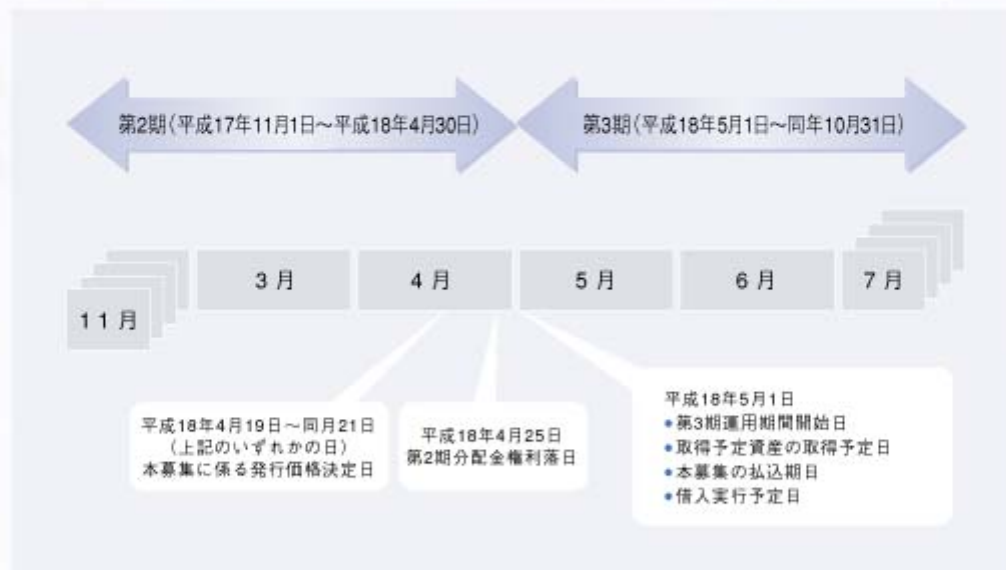 第2期(平成17年11月1日～平成18年4月30日)
第3期(平成18年5月1日～同年10月31日)
11月
3月
4月
5月
6月
7月
平成18年4月19日～同月21日
(上記のいずれかの日)
本募集に係る発行価格決定日
平成18年4月25日
第2期分配金権利落日
平成18年5月1日
●第3期運用期間開始日
●取得予定資産の取得予定日
●本募集の払込期日
●借入実行予定日